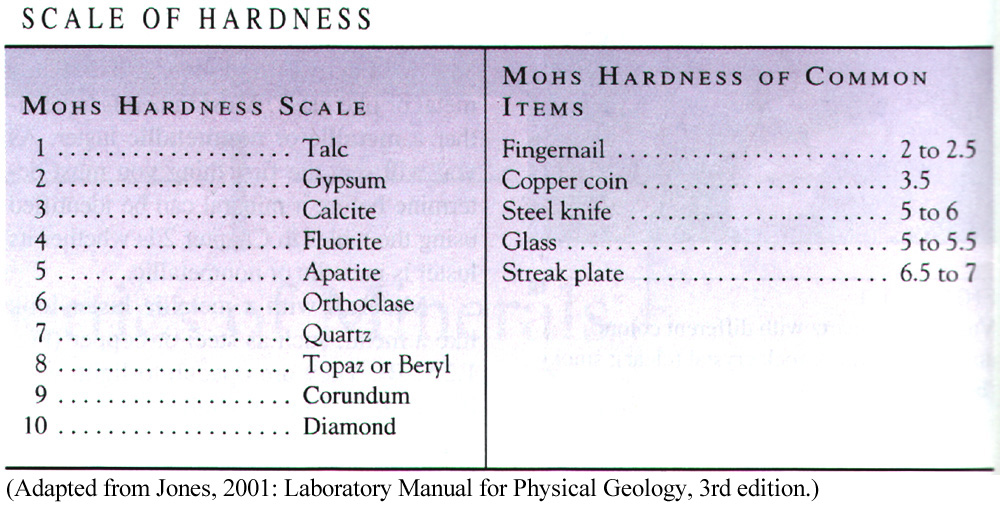 SCALE OF HARDNESS
MOHS HARDNESS SCALE
1 .................... Talc
2 .................... Gypsum
3 .................... Calcite
4 .................... Fluorite
5 .................... Apatite
6 .................... Orthoclase
7 .................... Quartz
8 .................... Topaz or Beryl
9 .................... Corundum
10 .................... Diamond
MOHS HARDNESS OF COMMON
ITEMS
Fingernail .................... 2 to 2.5
Copper coin .................... 3.5
Steel knife .................... 5 to 6
Glass .................... 5 to 5.5
Streak plate .................... 6.5 to 7
(Adapted from Jones, 2001: Laboratory Manual for Physical Geology, 3rd edition.)